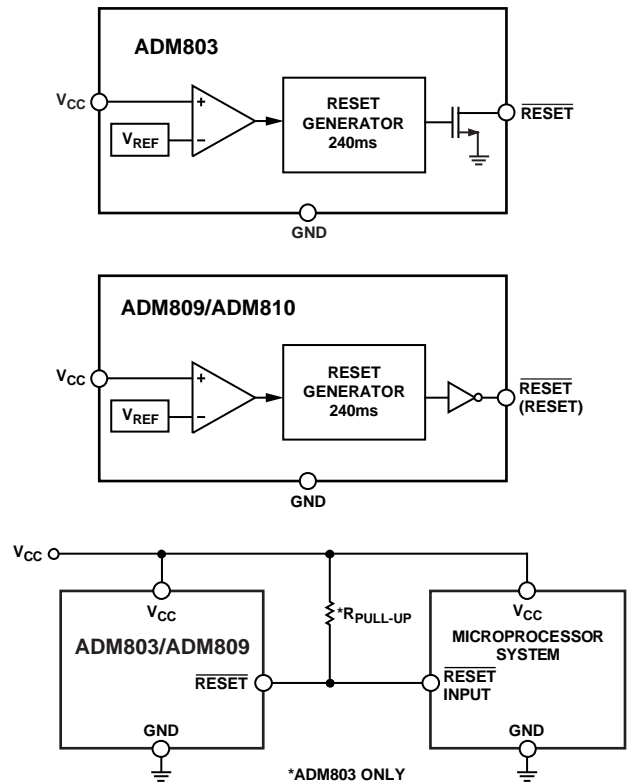 ADM803
VCC
+
VREF
−
RESET
GENERATOR
240ms
RESET
GND
ADM809/ADM810
VCC
+
VREF
−
RESET
GENERATOR
240ms
RESET
(RESET)
GND
VCC
VCC
ADM803/ADM809
RESET
GND
*RPULL-UP
VCC
MICROPROCESSOR
SYSTEM
RESET
INPUT
GND
*ADM803 ONLY